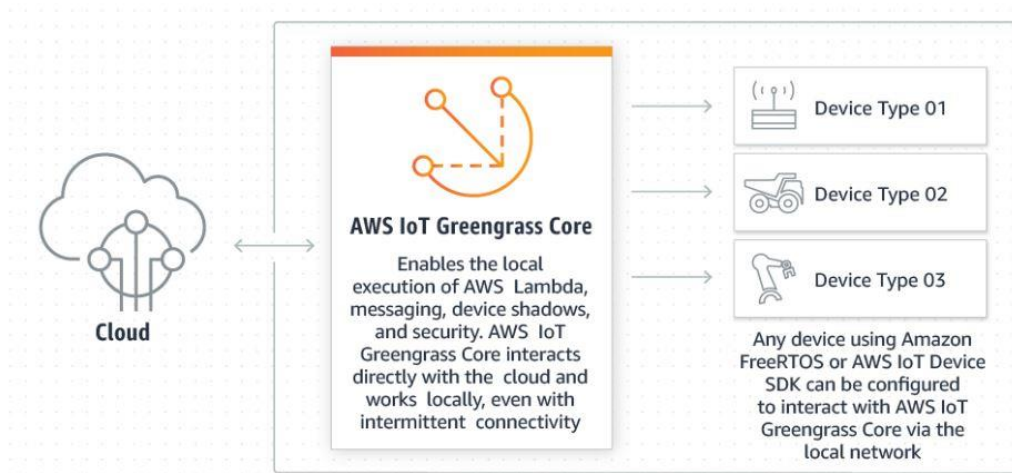 Cloud
AWS IoT Greengrass Core
Enables the local
execution of AWS Lambda,
messaging, device shadows,
and security. AWS IoT
Greengrass Core interacts
directly with the cloud and
works locally, even with
intermittent connectivity
Device Type 01
Device Type 02
Device Type 03
Any device using Amazon
FreeRTOS or AWS IoT Device
SDK can be configured
to interact with AWS IoT
Greengrass Core via the
local network